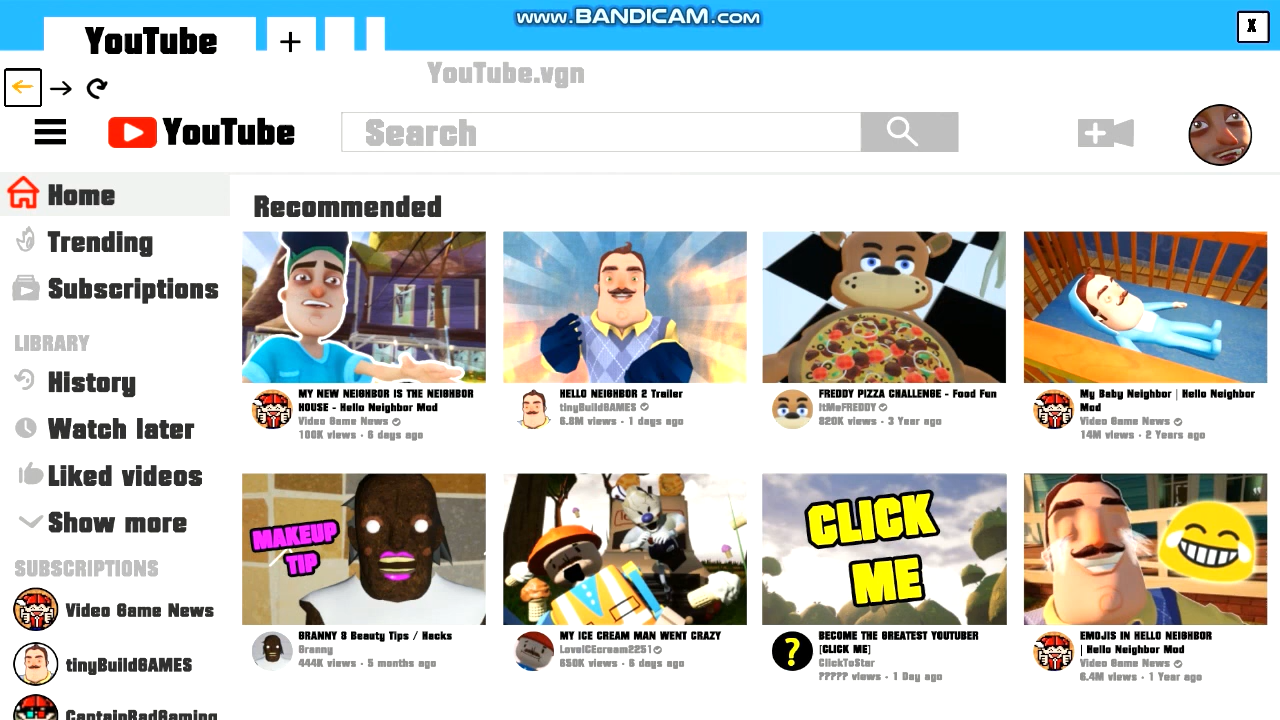 www.BANDICAM.com
YouTube
+
X
YouTube.vgn
YouTube
Search
Home
Trending
Subscriptions
LIBRARY
History
Watch later
Liked videos
Show more
SUBSCRIPTIONS
Video Game News
tinyBuildGAMES
CaptainBadGaming
Recommended
MY NEW NEIGHBOR IS THE NEIGHBOR
HOUSE - Hello Neighbor Mod
Video Game News
100K views · 6 days ago
HELLO NEIGHBOR 2 Trailer
tinyBuildGAMES
6.8M views · 1 days ago
FREDDY PIZZA CHALLENGE - Food Fun
ItMeFREDDY
820K views · 3 Year ago
My Baby Neighbor | Hello Neighbor
Mod
Video Game News
14M views · 2 Years ago
MAKEUP
TIP
GRANNY 8 Beauty Tips / Hacks
Granny
444K views · 5 months ago
MY ICE CREAM MAN WENT CRAZY
LoveICEcream2251
650K views · 6 days ago
CLICK
ME
?
BECOME THE GREATEST YOUTUBER
[CLICK ME]
ClickToStar
????? views · 1 Day ago
EMOJIS IN HELLO NEIGHBOR
| Hello Neighbor Mod
Video Game News
6.4M views · 1 Year ago